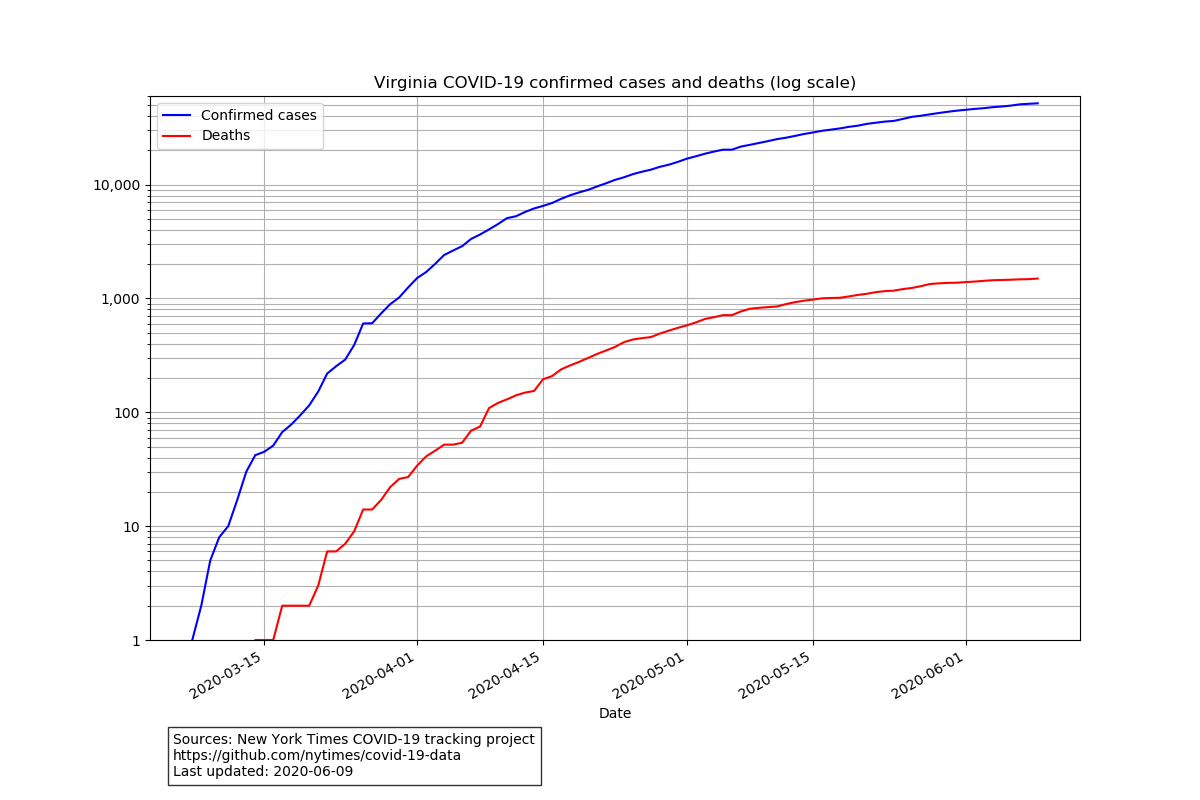 Virginia COVID-19 confirmed cases and deaths (log scale)
Confirmed cases
Deaths
10,000
1,000
100
10
1
2020-03-15
2020-04-01
2020-04-15
2020-05-01
2020-05-15
2020-06-01
Date
Sources: New York Times COVID-19 tracking project
https://github.com/nytimes/covid-19-data
Last updated: 2020-06-09